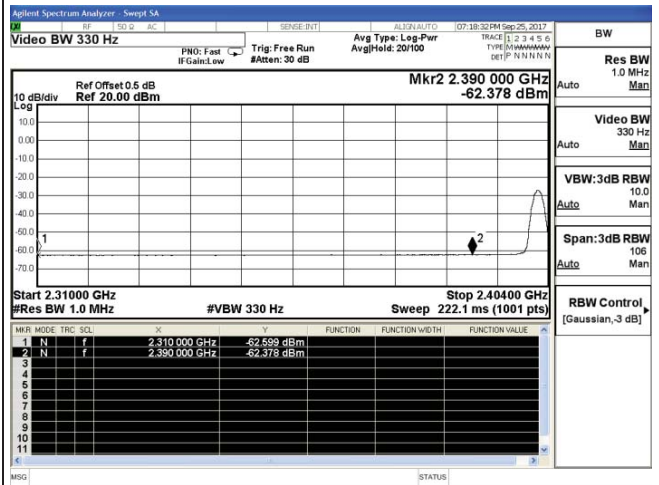 Agilent Spectrum Analyzer - Swept SA
RF 50 Ω AC SENSE:INT ALIGN AUTO 07:18:32 PM Sep 25, 2017
Video BW 330 Hz
PNO: Fast
IFGain:Low
Trig: Free Run
#Atten: 30 dB
Avg Type: Log-Pwr
Avg|Hold: 20/100
TRACE 1 2 3 4 5 6
TYPE MWWWWW
DET P N N N N N
Ref Offset 0.5 dB
10 dB/div Ref 20.00 dBm
Log
Mkr2 2.390 000 GHz
-62.378 dBm
10.0
0.00
-10.0
-20.0
-30.0
-40.0
-50.0
-60.0
-70.0
1
2
Start 2.31000 GHz Stop 2.40400 GHz
#Res BW 1.0 MHz #VBW 330 Hz Sweep 222.1 ms (1001 pts)
MKR MODE TRC SCL X Y FUNCTION FUNCTION WIDTH FUNCTION VALUE
1 N f 2.310 000 GHz -62.599 dBm
2 N f 2.390 000 GHz -62.378 dBm
3
4
5
6
7
8
9
10
11
MSG STATUS
BW
Res BW
1.0 MHz
Auto Man
Video BW
330 Hz
Auto Man
VBW:3dB RBW
10.0
Auto Man
Span:3dB RBW
106
Auto Man
RBW Control
[Gaussian,-3 dB]